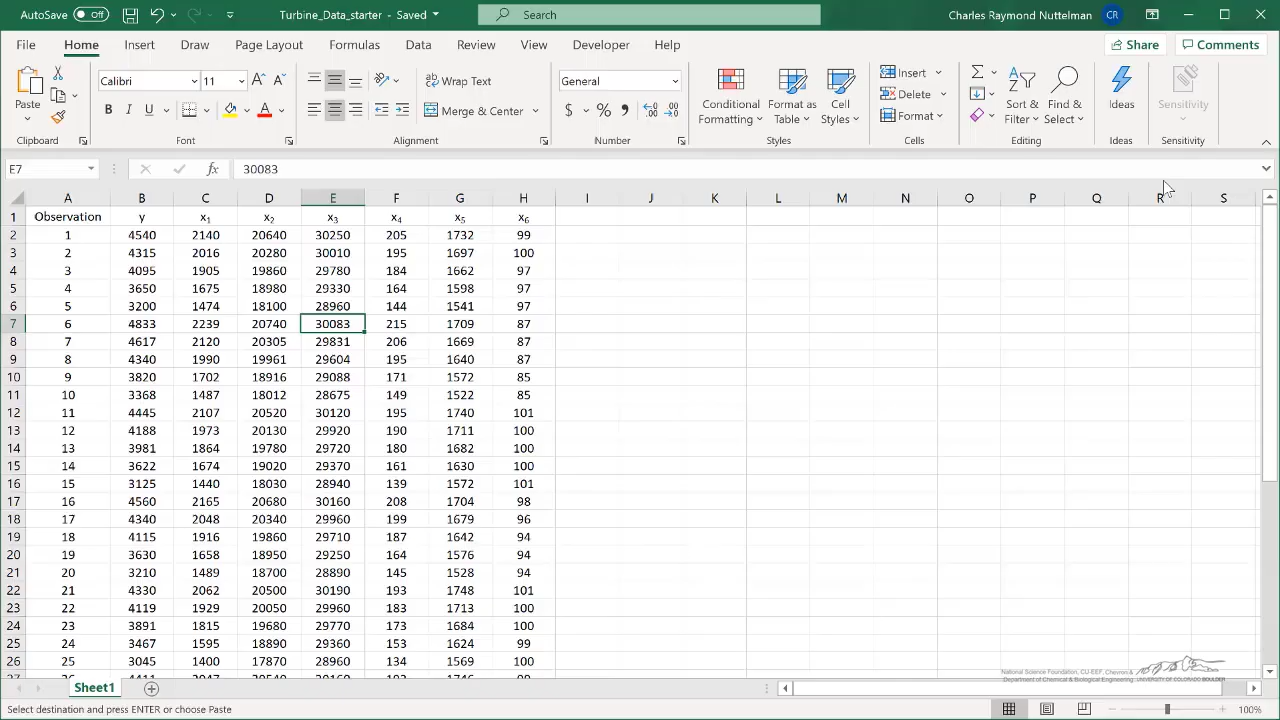 AutoSave Off Turbine_Data_starter - Saved Search Charles Raymond Nuttelman CR
File Home Insert Draw Page Layout Formulas Data Review View Developer Help Share Comments
Calibri 11 Wrap Text General Insert
Paste Merge & Center $ % , Conditional Formatting Format as Table Cell Styles Delete Sort & Filter Find & Select Ideas Sensitivity
Format
Clipboard Font Alignment Number Styles Cells Editing Ideas Sensitivity
E7 fx 30083
A B C D E F G H I J K L M N O P Q R S
1 Observation y x1 x2 x3 x4 x5 x6
2 1 4540 2140 20640 30250 205 1732 99
3 2 4315 2016 20280 30010 195 1697 100
4 3 4095 1905 19860 29780 184 1662 97
5 4 3650 1675 18980 29330 164 1598 97
6 5 3200 1474 18100 28960 144 1541 97
7 6 4833 2239 20740 30083 215 1709 87
8 7 4617 2120 20305 29831 206 1669 87
9 8 4340 1990 19961 29604 195 1640 87
10 9 3820 1702 18916 29088 171 1572 85
11 10 3368 1487 18012 28675 149 1522 85
12 11 4445 2107 20520 30120 195 1740 101
13 12 4188 1973 20130 29920 190 1711 100
14 13 3981 1864 19780 29720 180 1682 100
15 14 3622 1674 19020 29370 161 1630 100
16 15 3125 1440 18030 28940 139 1572 101
17 16 4560 2165 20680 30160 208 1704 98
18 17 4340 2048 20340 29960 199 1679 96
19 18 4115 1916 19860 29710 187 1642 94
20 19 3630 1658 18950 29250 164 1576 94
21 20 3210 1489 18700 28890 145 1528 94
22 21 4330 2062 20500 30190 193 1748 101
23 22 4119 1929 20050 29960 183 1713 100
24 23 3891 1815 19680 29770 173 1684 100
25 24 3467 1595 18890 29360 153 1624 99
26 25 3045 1400 17870 28960 134 1569 100
National Science Foundation, CU-EEF, Chevron &
Department of Chemical & Biological Engineering, UNIVERSITY OF COLORADO BOULDER
Sheet1
Select destination and press ENTER or choose Paste 100%